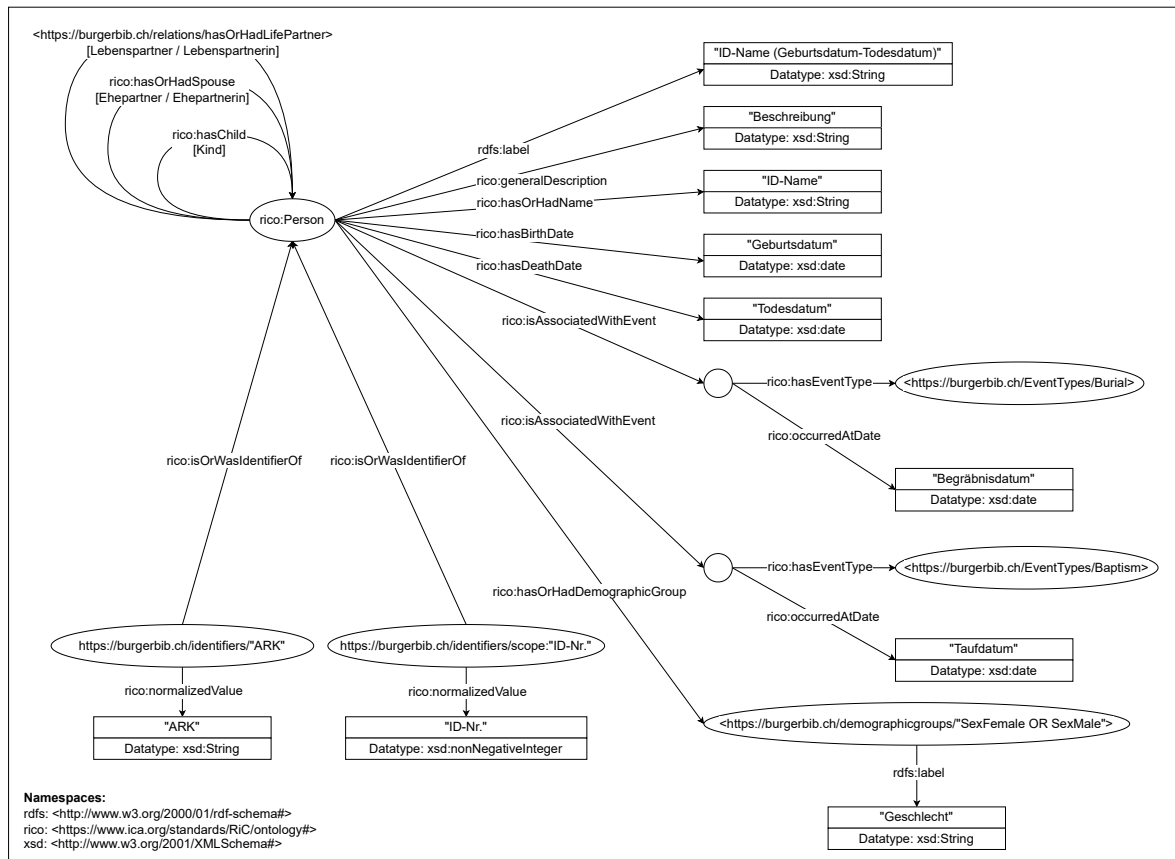 <https://burgerbib.ch/relations/hasOrHadLifePartner>
[Lebenspartner / Lebenspartnerin]
rico:hasOrHadSpouse
[Ehepartner / Ehepartnerin]
rico:hasChild
[Kind]
rico:Person
"ID-Name (Geburtsdatum-Todesdatum)"
Datatype: xsd:String
rdfs:label
"Beschreibung"
Datatype: xsd:String
rico:generalDescription
"ID-Name"
Datatype: xsd:String
rico:hasOrHadName
"Geburtsdatum"
Datatype: xsd:date
rico:hasBirthDate
"Todesdatum"
Datatype: xsd:date
rico:hasDeathDate
rico:isAssociatedWithEvent
rico:hasEventType
<https://burgerbib.ch/EventTypes/Burial>
rico:occurredAtDate
"Begräbnisdatum"
Datatype: xsd:date
rico:isAssociatedWithEvent
rico:hasEventType
<https://burgerbib.ch/EventTypes/Baptism>
rico:occurredAtDate
"Taufdatum"
Datatype: xsd:date
rico:hasOrHadDemographicGroup
<https://burgerbib.ch/demographicgroups/"SexFemale OR SexMale">
rdfs:label
"Geschlecht"
Datatype: xsd:String
rico:isOrWasIdentifierOf
rico:isOrWasIdentifierOf
https://burgerbib.ch/identifiers/"ARK"
rico:normalizedValue
"ARK"
Datatype: xsd:String
https://burgerbib.ch/identifiers/scope:"ID-Nr."
rico:normalizedValue
"ID-Nr."
Datatype: xsd:nonNegativeInteger
Namespaces:
rdfs: <http://www.w3.org/2000/01/rdf-schema#>
rico: <https://www.ica.org/standards/RiC/ontology#>
xsd: <http://www.w3.org/2001/XMLSchema#>